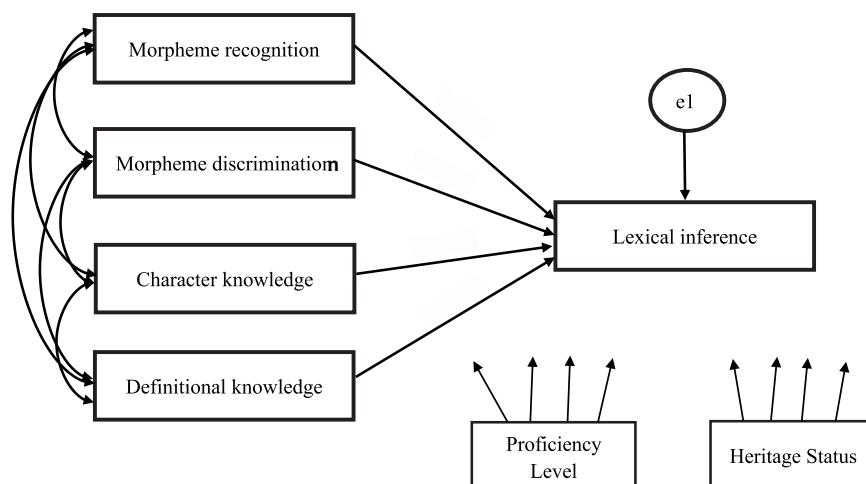 Morpheme recognition
e1
Morpheme discrimination
Lexical inference
Character knowledge
Definitional knowledge
Proficiency
Level
Heritage Status